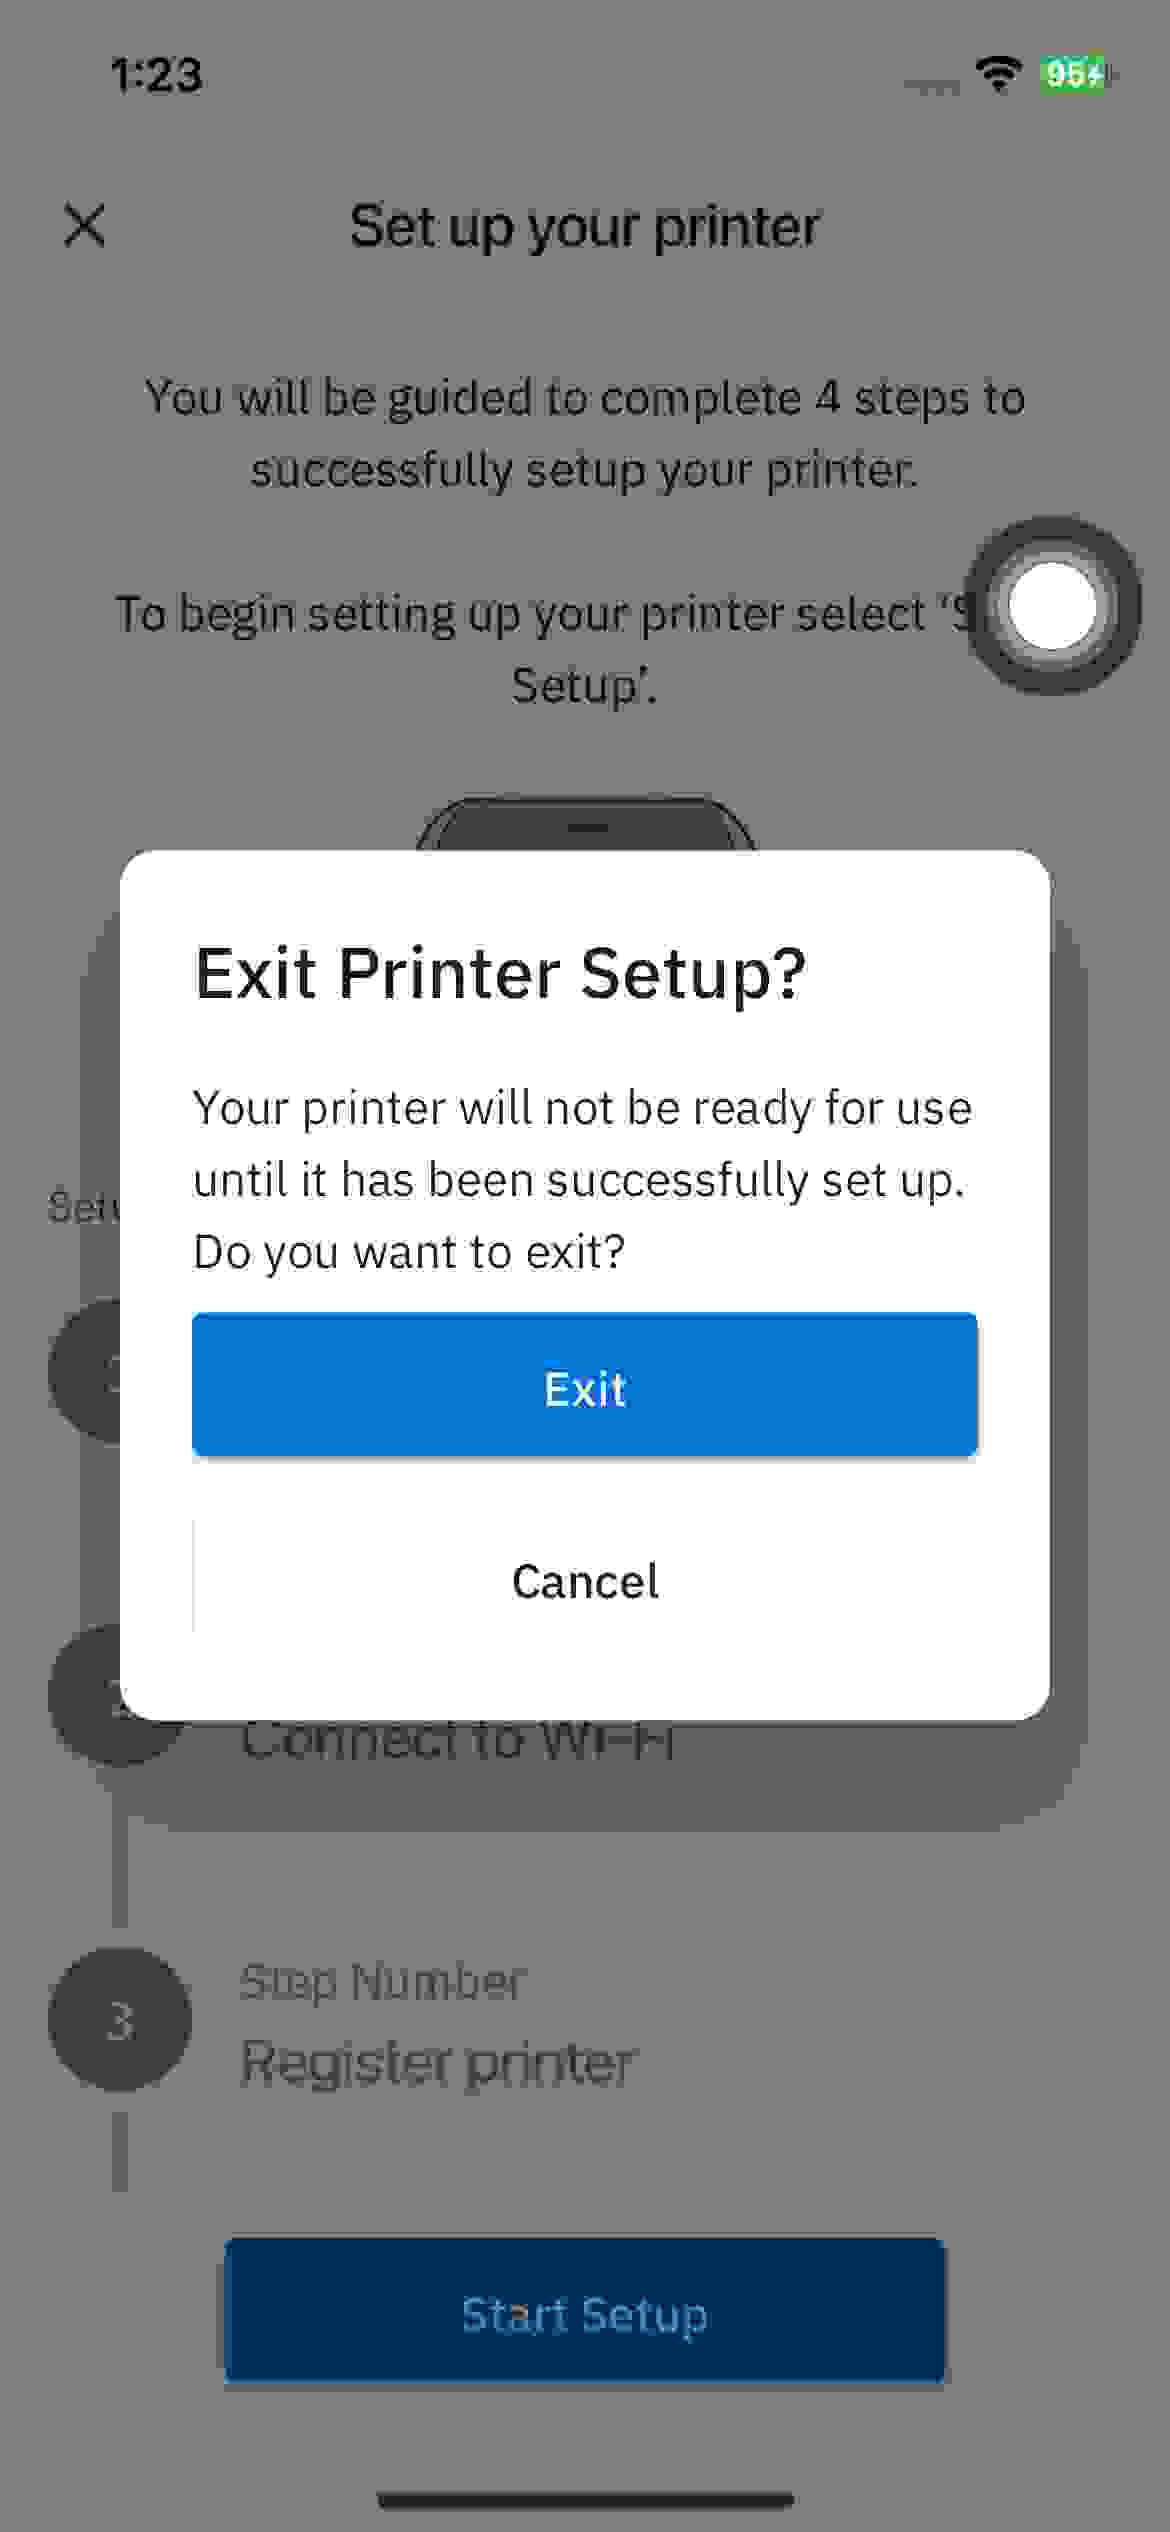 1:23
95
Set up your printer
You will be guided to complete 4 steps to
successfully setup your printer.
To begin setting up your printer select 'S
Setup'.
Exit Printer Setup?
Your printer will not be ready for use
until it has been successfully set up.
Do you want to exit?
Setu
Exit
Cancel
2
Connect to Wi-Fi
3
Step Number
Register printer
Start Setup